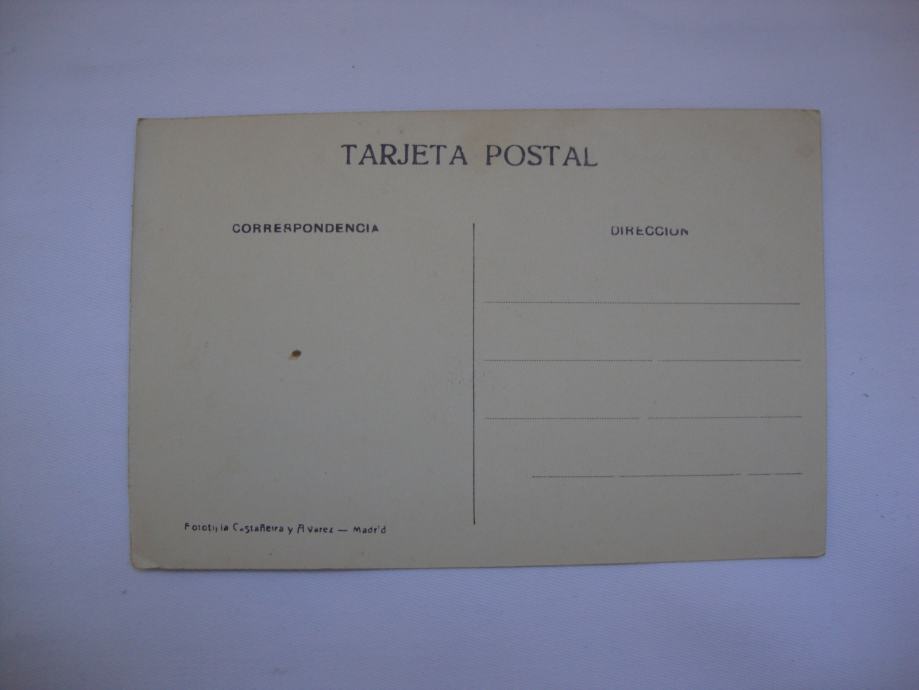 TARJETA POSTAL
CORRESPONDENCIA
DIRECCION
Fototipia Castañeira y Alvarez — Madrid